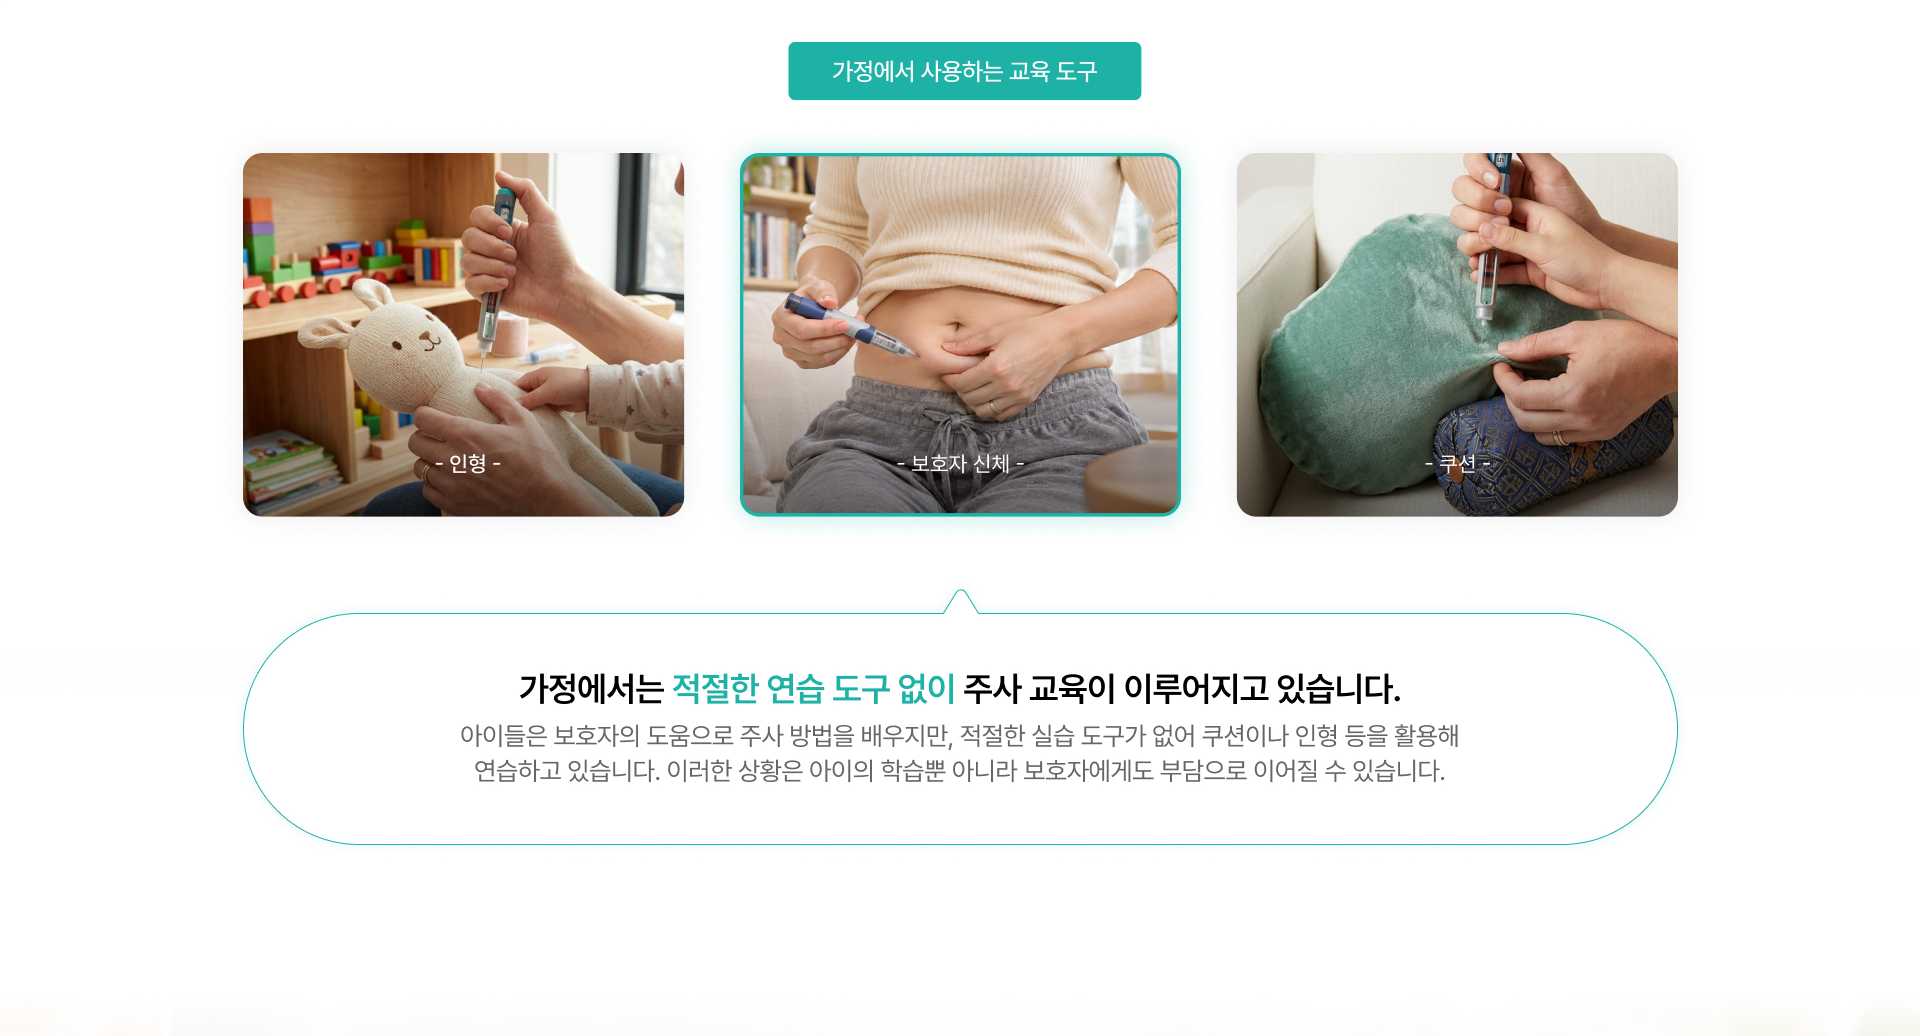 가정에서 사용하는 교육 도구
- 인형 -
- 보호자 신체 -
- 쿠션 -
가정에서는 적절한 연습 도구 없이 주사 교육이 이루어지고 있습니다.
아이들은 보호자의 도움으로 주사 방법을 배우지만, 적절한 실습 도구가 없어 쿠션이나 인형 등을 활용해
연습하고 있습니다. 이러한 상황은 아이의 학습뿐 아니라 보호자에게도 부담으로 이어질 수 있습니다.